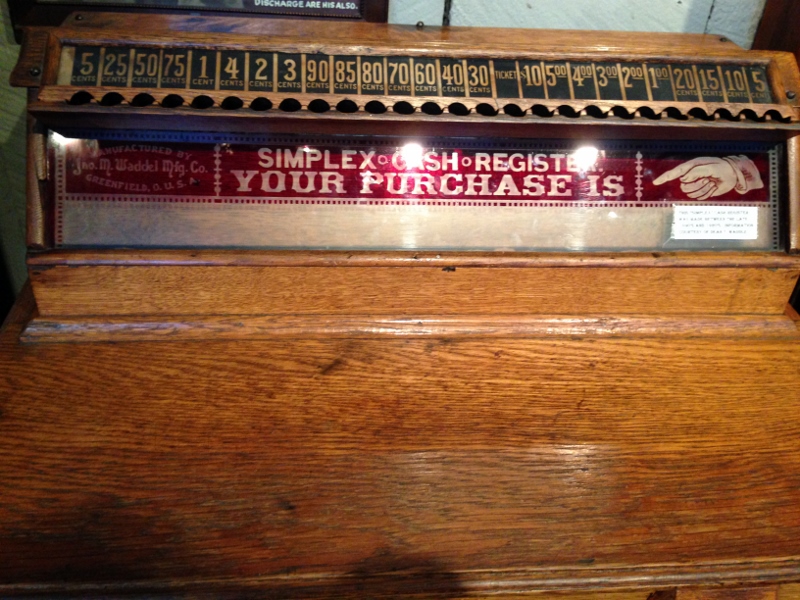 DISCHARGE ARE HIS ALSO.
5 CENTS 25 CENTS 50 CENTS 75 CENTS 1 CENT 4 CENTS 2 CENTS 3 CENTS 90 CENTS 85 CENTS 80 CENTS 70 CENTS 60 CENTS 40 CENTS 30 CENTS TICKET $10 5.00 4.00 3.00 2.00 1.00 20 CENTS 15 CENTS 10 CENTS 5 CENTS
MANUFACTURED BY
Jno. M. Waddel Mfg. Co.
GREENFIELD, O. U. S. A.
SIMPLEX CASH REGISTER.
YOUR PURCHASE IS